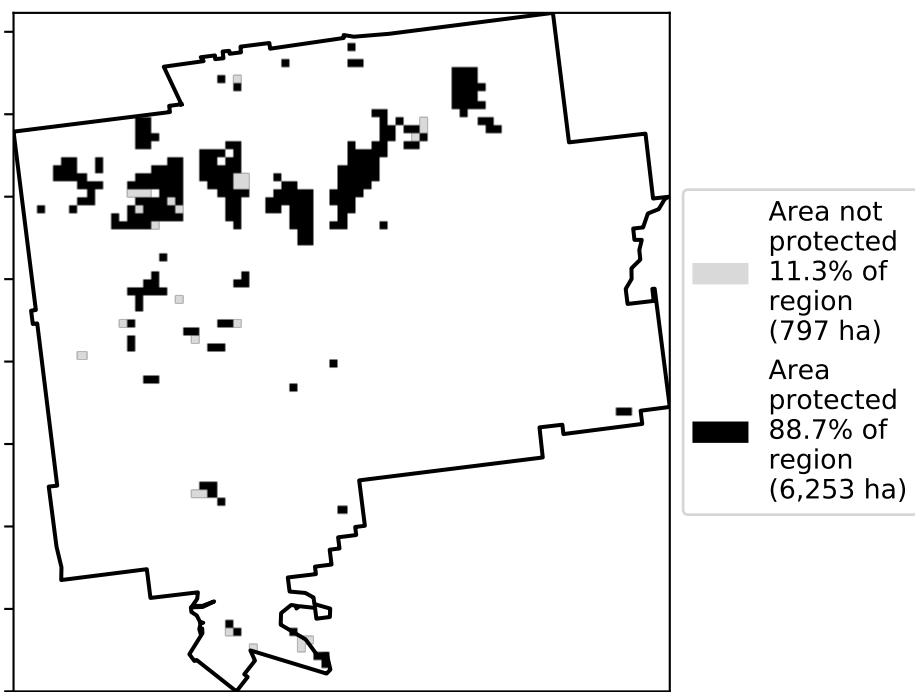 Area not
protected
11.3% of
region
(797 ha)
Area
protected
88.7% of
region
(6,253 ha)